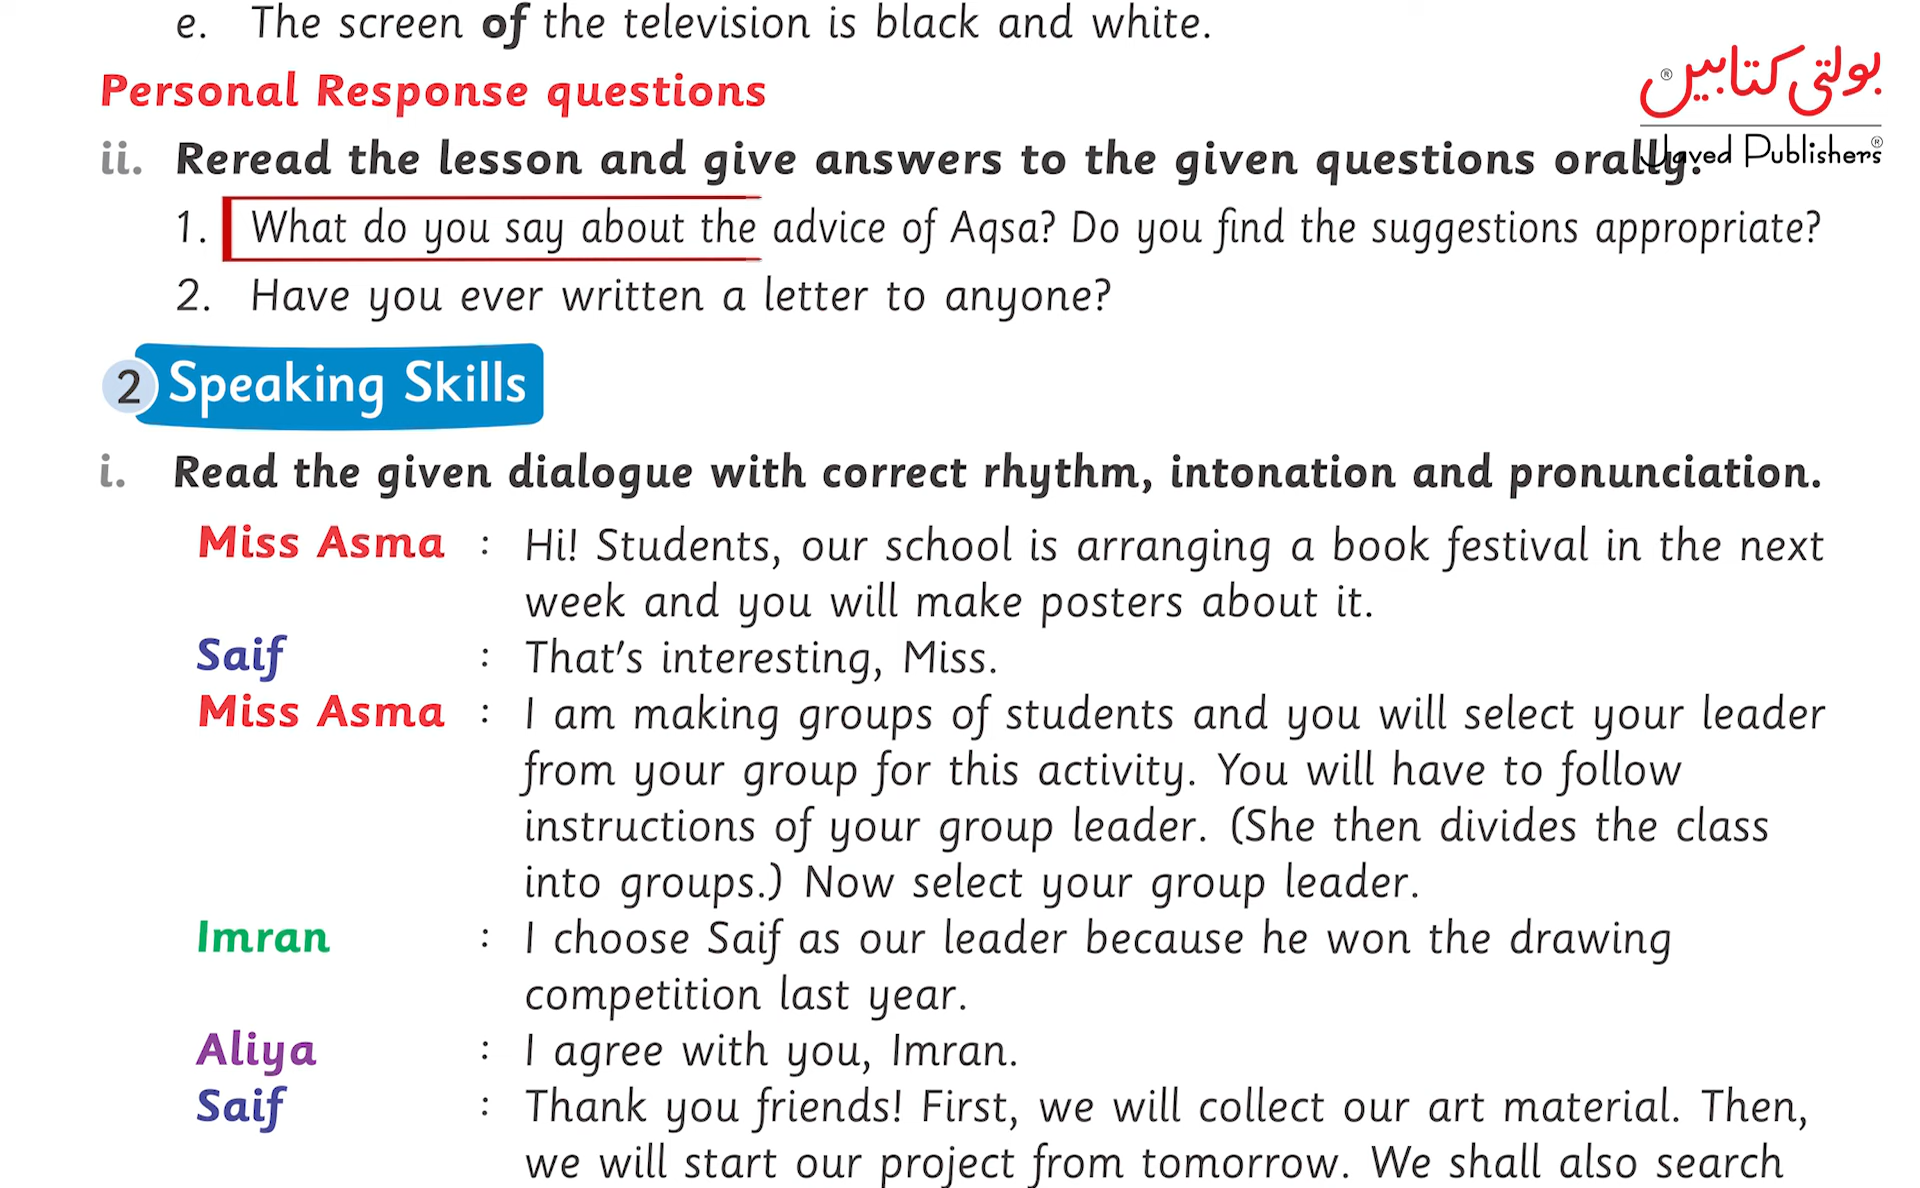 e. The screen of the television is black and white.
Personal Response questions
بولتی کتابیں ®
Javed Publishers®
ii. Reread the lesson and give answers to the given questions orally.
1. What do you say about the advice of Aqsa? Do you find the suggestions appropriate?
2. Have you ever written a letter to anyone?
2 Speaking Skills
i. Read the given dialogue with correct rhythm, intonation and pronunciation.
Miss Asma : Hi! Students, our school is arranging a book festival in the next
week and you will make posters about it.
Saif : That's interesting, Miss.
Miss Asma : I am making groups of students and you will select your leader
from your group for this activity. You will have to follow
instructions of your group leader. (She then divides the class
into groups.) Now select your group leader.
Imran : I choose Saif as our leader because he won the drawing
competition last year.
Aliya : I agree with you, Imran.
Saif : Thank you friends! First, we will collect our art material. Then,
we will start our project from tomorrow. We shall also search